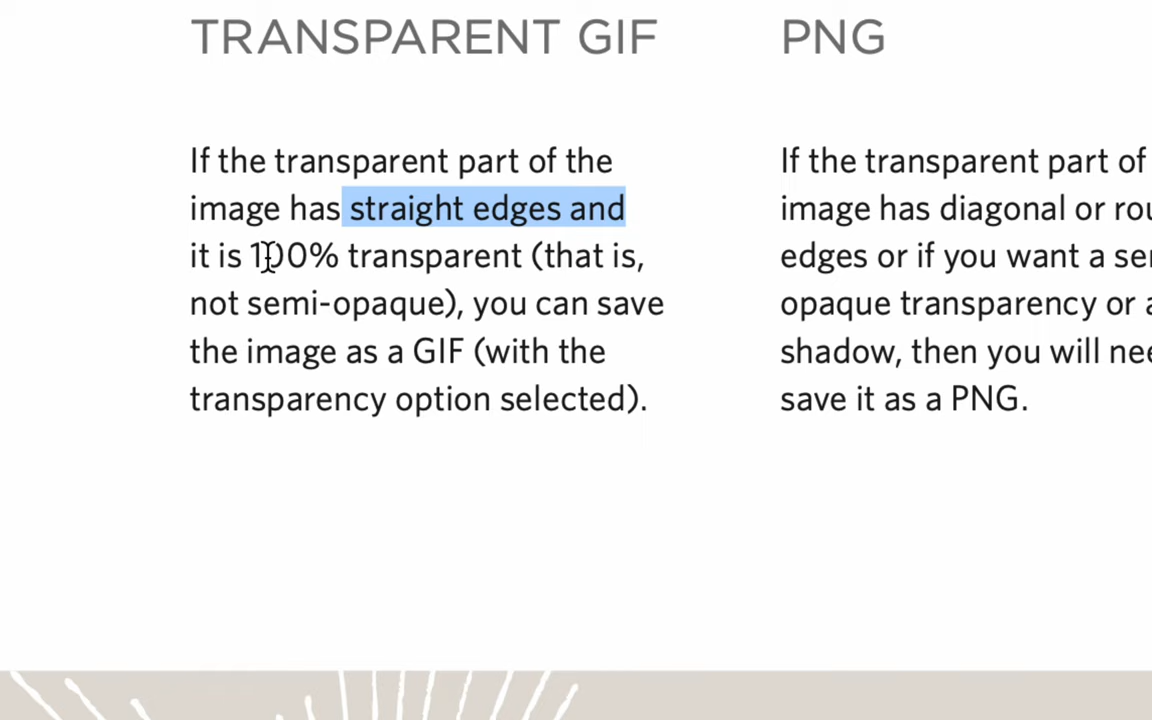 TRANSPARENT GIF
If the transparent part of the
image has straight edges and
it is 100% transparent (that is,
not semi-opaque), you can save
the image as a GIF (with the
transparency option selected).
PNG
If the transparent part of
image has diagonal or
edges or if you want a
opaque transparency or
shadow, then you will
save it as a PNG.